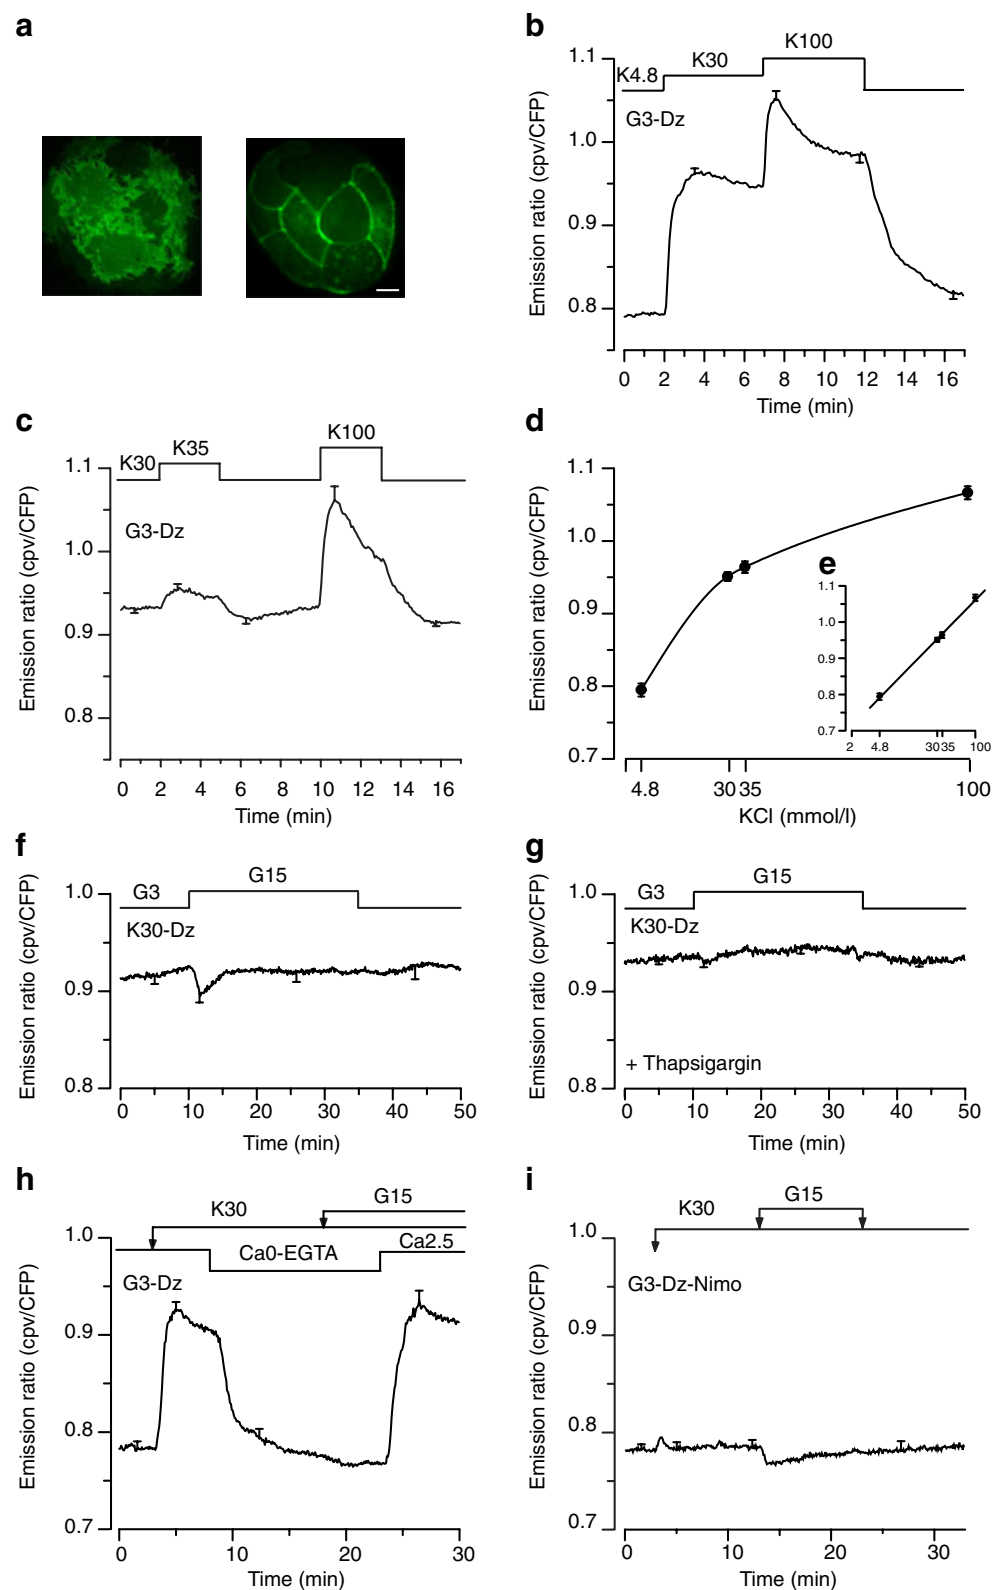 a
b
Emission ratio (cpv/CFP)
1.1
1.0
0.9
0.8
K4.8
K30
K100
G3-Dz
0 2 4 6 8 10 12 14 16
Time (min)
c
Emission ratio (cpv/CFP)
1.1
1.0
0.9
0.8
K30
K35
K100
G3-Dz
0 2 4 6 8 10 12 14 16
Time (min)
d
Emission ratio (cpv/CFP)
1.1
1.0
0.9
0.8
0.7
4.8 30 35 100
KCl (mmol/l)
e
1.1
1.0
0.9
0.8
0.7
2 4.8 30 35 100
f
Emission ratio (cpv/CFP)
1.0
0.9
0.8
G3
G15
K30-Dz
0 10 20 30 40 50
Time (min)
g
Emission ratio (cpv/CFP)
1.0
0.9
0.8
G3
G15
K30-Dz
+ Thapsigargin
0 10 20 30 40 50
Time (min)
h
Emission ratio (cpv/CFP)
1.0
0.9
0.8
0.7
G15
K30
Ca0-EGTA
Ca2.5
G3-Dz
0 10 20 30
Time (min)
i
Emission ratio (cpv/CFP)
1.0
0.9
0.8
0.7
K30
G15
G3-Dz-Nimo
0 10 20 30
Time (min)